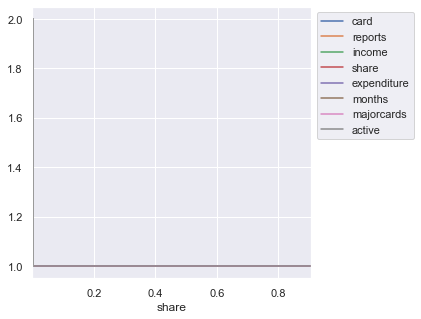 2.0
1.8
1.6
1.4
1.2
1.0
0.2 0.4 0.6 0.8
share
card
reports
income
share
expenditure
months
majorcards
active